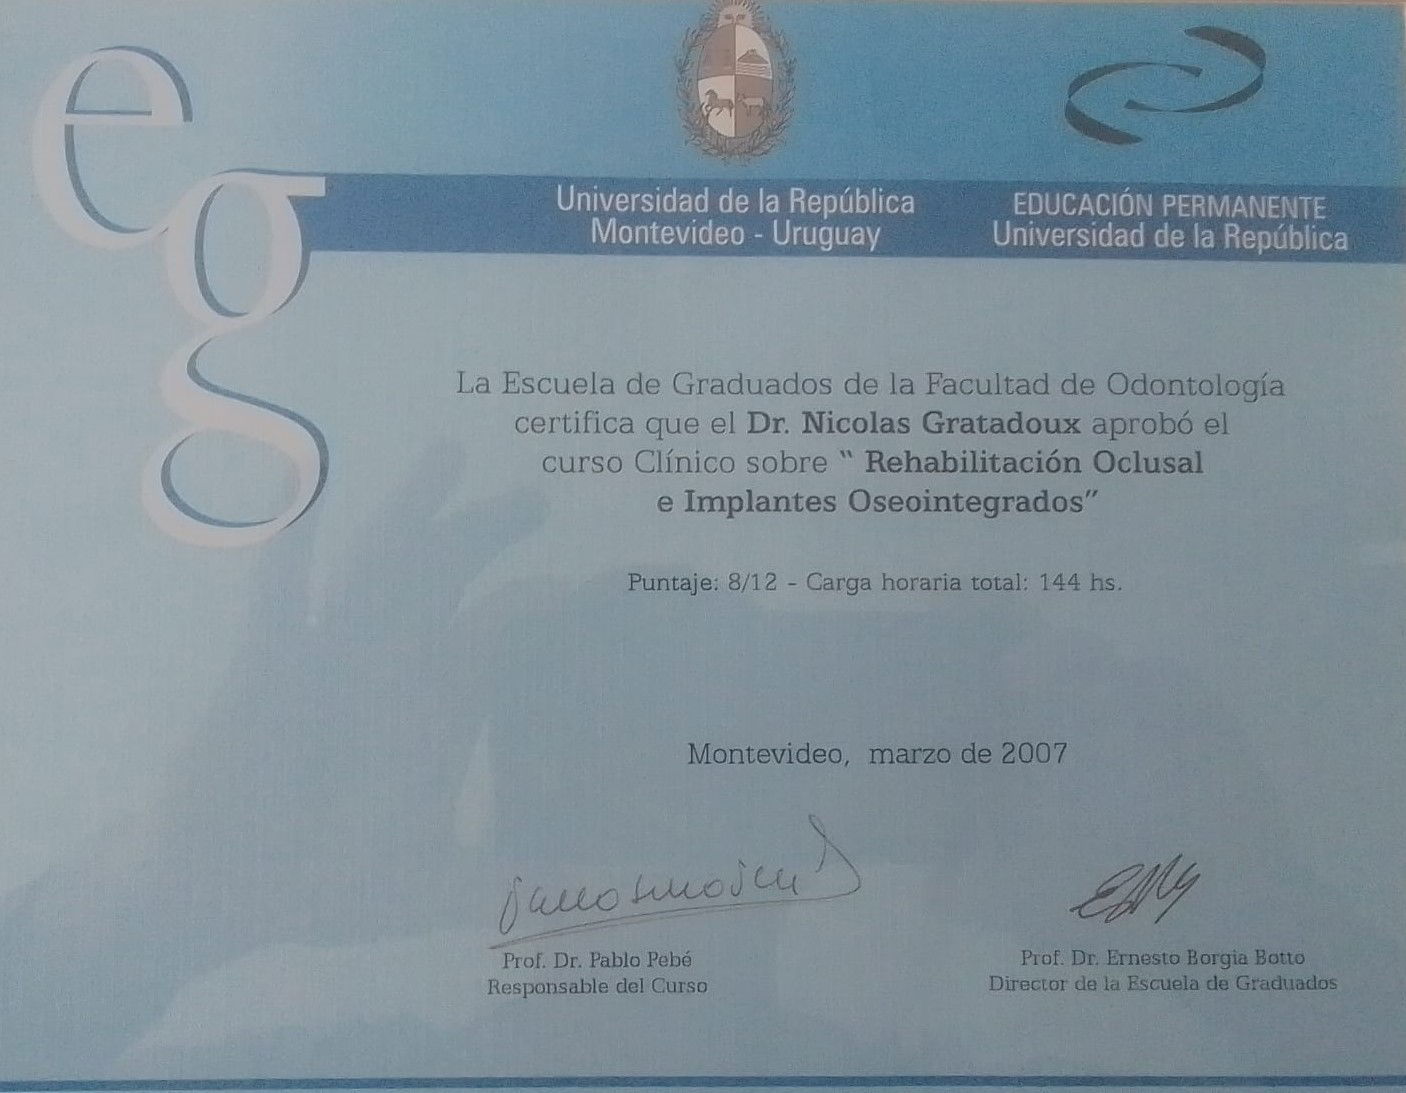 eg
Universidad de la República
Montevideo - Uruguay
EDUCACIÓN PERMANENTE
Universidad de la República
La Escuela de Graduados de la Facultad de Odontología
certifica que el Dr. Nicolas Gratadoux aprobó el
curso Clínico sobre “ Rehabilitación Oclusal
e Implantes Oseointegrados”
Puntaje: 8/12 - Carga horaria total: 144 hs.
Montevideo, marzo de 2007
Prof. Dr. Pablo Pebé
Responsable del Curso
Prof. Dr. Ernesto Borgia Botto
Director de la Escuela de Graduados